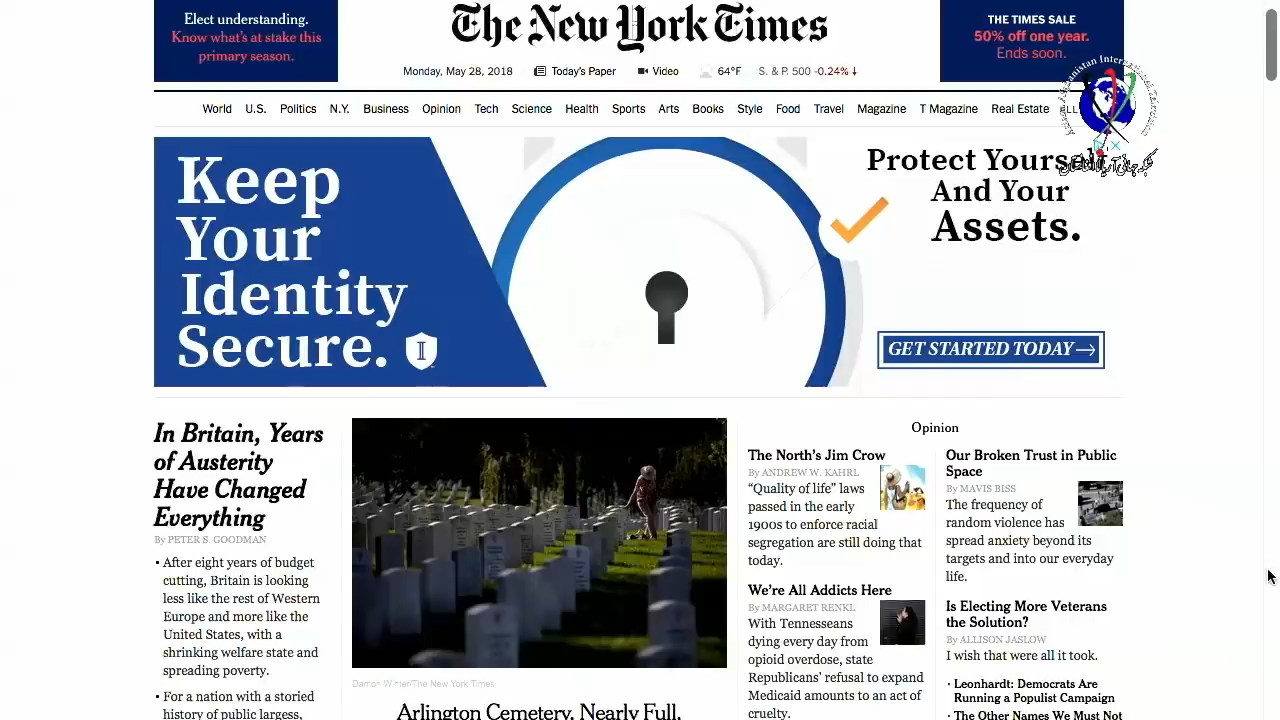 Elect understanding.
Know what's at stake this
primary season.
The New York Times
THE TIMES SALE
50% off one year.
Ends soon.
Monday, May 28, 2018
Today's Paper
Video
64°F
S. & P. 500 -0.24% ↓
World U.S. Politics N.Y. Business Opinion Tech Science Health Sports Arts Books Style Food Travel Magazine T Magazine Real Estate
Keep
Your
Identity
Secure.
Protect Yourself
And Your
Assets.
GET STARTED TODAY→
In Britain, Years
of Austerity
Have Changed
Everything
By PETER S. GOODMAN
• After eight years of budget
cutting, Britain is looking
less like the rest of Western
Europe and more like the
United States, with a
shrinking welfare state and
spreading poverty.
• For a nation with a storied
history of public largess,
Damon Winter/The New York Times
Arlington Cemetery, Nearly Full,
Opinion
The North's Jim Crow
By ANDREW W. KAHRL
“Quality of life” laws
passed in the early
1900s to enforce racial
segregation are still doing that
today.
We're All Addicts Here
By MARGARET RENKL
With Tennesseans
dying every day from
opioid overdose, state
Republicans' refusal to expand
Medicaid amounts to an act of
cruelty.
Our Broken Trust in Public
Space
By MAVIS BISS
The frequency of
random violence has
spread anxiety beyond its
targets and into our everyday
life.
Is Electing More Veterans
the Solution?
By ALLISON JASLOW
I wish that were all it took.
• Leonhardt: Democrats Are
Running a Populist Campaign
• The Other Names We Must Not